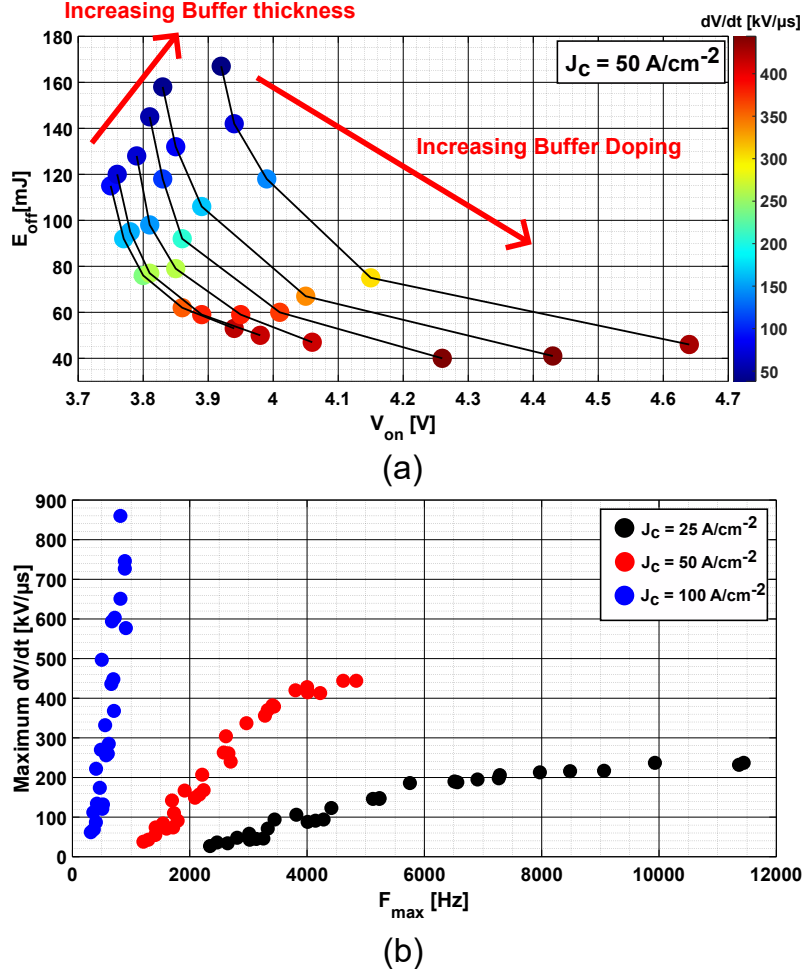 Increasing Buffer thickness
dV/dt [kV/µs]
180
160
140
120
100
80
60
40
E_off[mJ]
J_C = 50 A/cm^-2
Increasing Buffer Doping
400
350
300
250
200
150
100
50
3.7 3.8 3.9 4 4.1 4.2 4.3 4.4 4.5 4.6 4.7
V_on [V]
(a)
900
800
700
600
500
400
300
200
100
0
Maximum dV/dt [kV/µs]
J_C = 25 A/cm^-2
J_C = 50 A/cm^-2
J_C = 100 A/cm^-2
0 2000 4000 6000 8000 10000 12000
F_max [Hz]
(b)